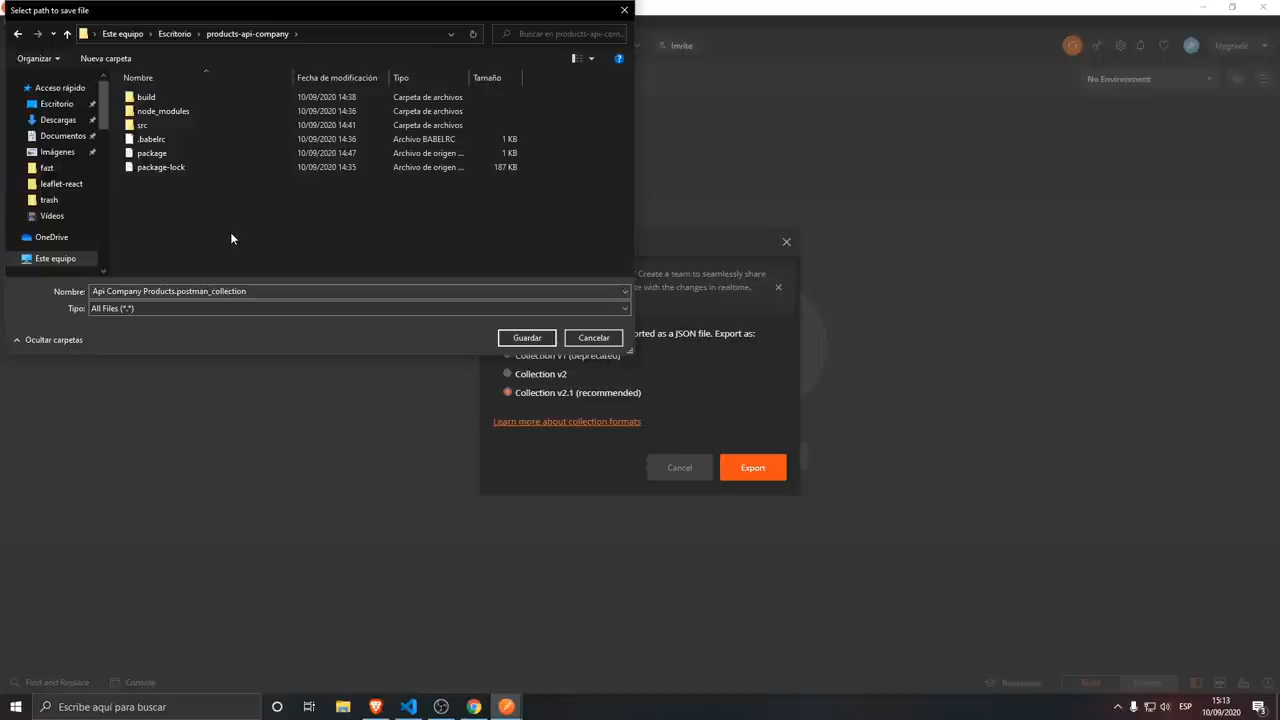 Select path to save file
Este equipo > Escritorio > products-api-company >
Buscar en products-api-com...
Invite
Upgrade
Organizar
Nueva carpeta
No Environment
Nombre
Fecha de modificación
Tipo
Tamaño
Acceso rápido
Escritorio
Descargas
Documentos
Imágenes
fazt
leaflet-react
trash
Vídeos
OneDrive
Este equipo
build 10/09/2020 14:38 Carpeta de archivos
node_modules 10/09/2020 14:36 Carpeta de archivos
src 10/09/2020 14:41 Carpeta de archivos
.babelrc 10/09/2020 14:36 Archivo BABELRC 1 KB
package 10/09/2020 14:47 Archivo de origen ... 1 KB
package-lock 10/09/2020 14:35 Archivo de origen ... 187 KB
Nombre: Api Company Products.postman_collection
Tipo: All Files (*.*)
Ocultar carpetas
Guardar
Cancelar
Create a team to seamlessly share
with the changes in realtime.
orted as a JSON file. Export as:
Collection v1 (deprecated)
Collection v2
Collection v2.1 (recommended)
Learn more about collection formats
Cancel
Export
Find and Replace
Console
Build
Escribe aquí para buscar
ESP
15:13
10/09/2020
3